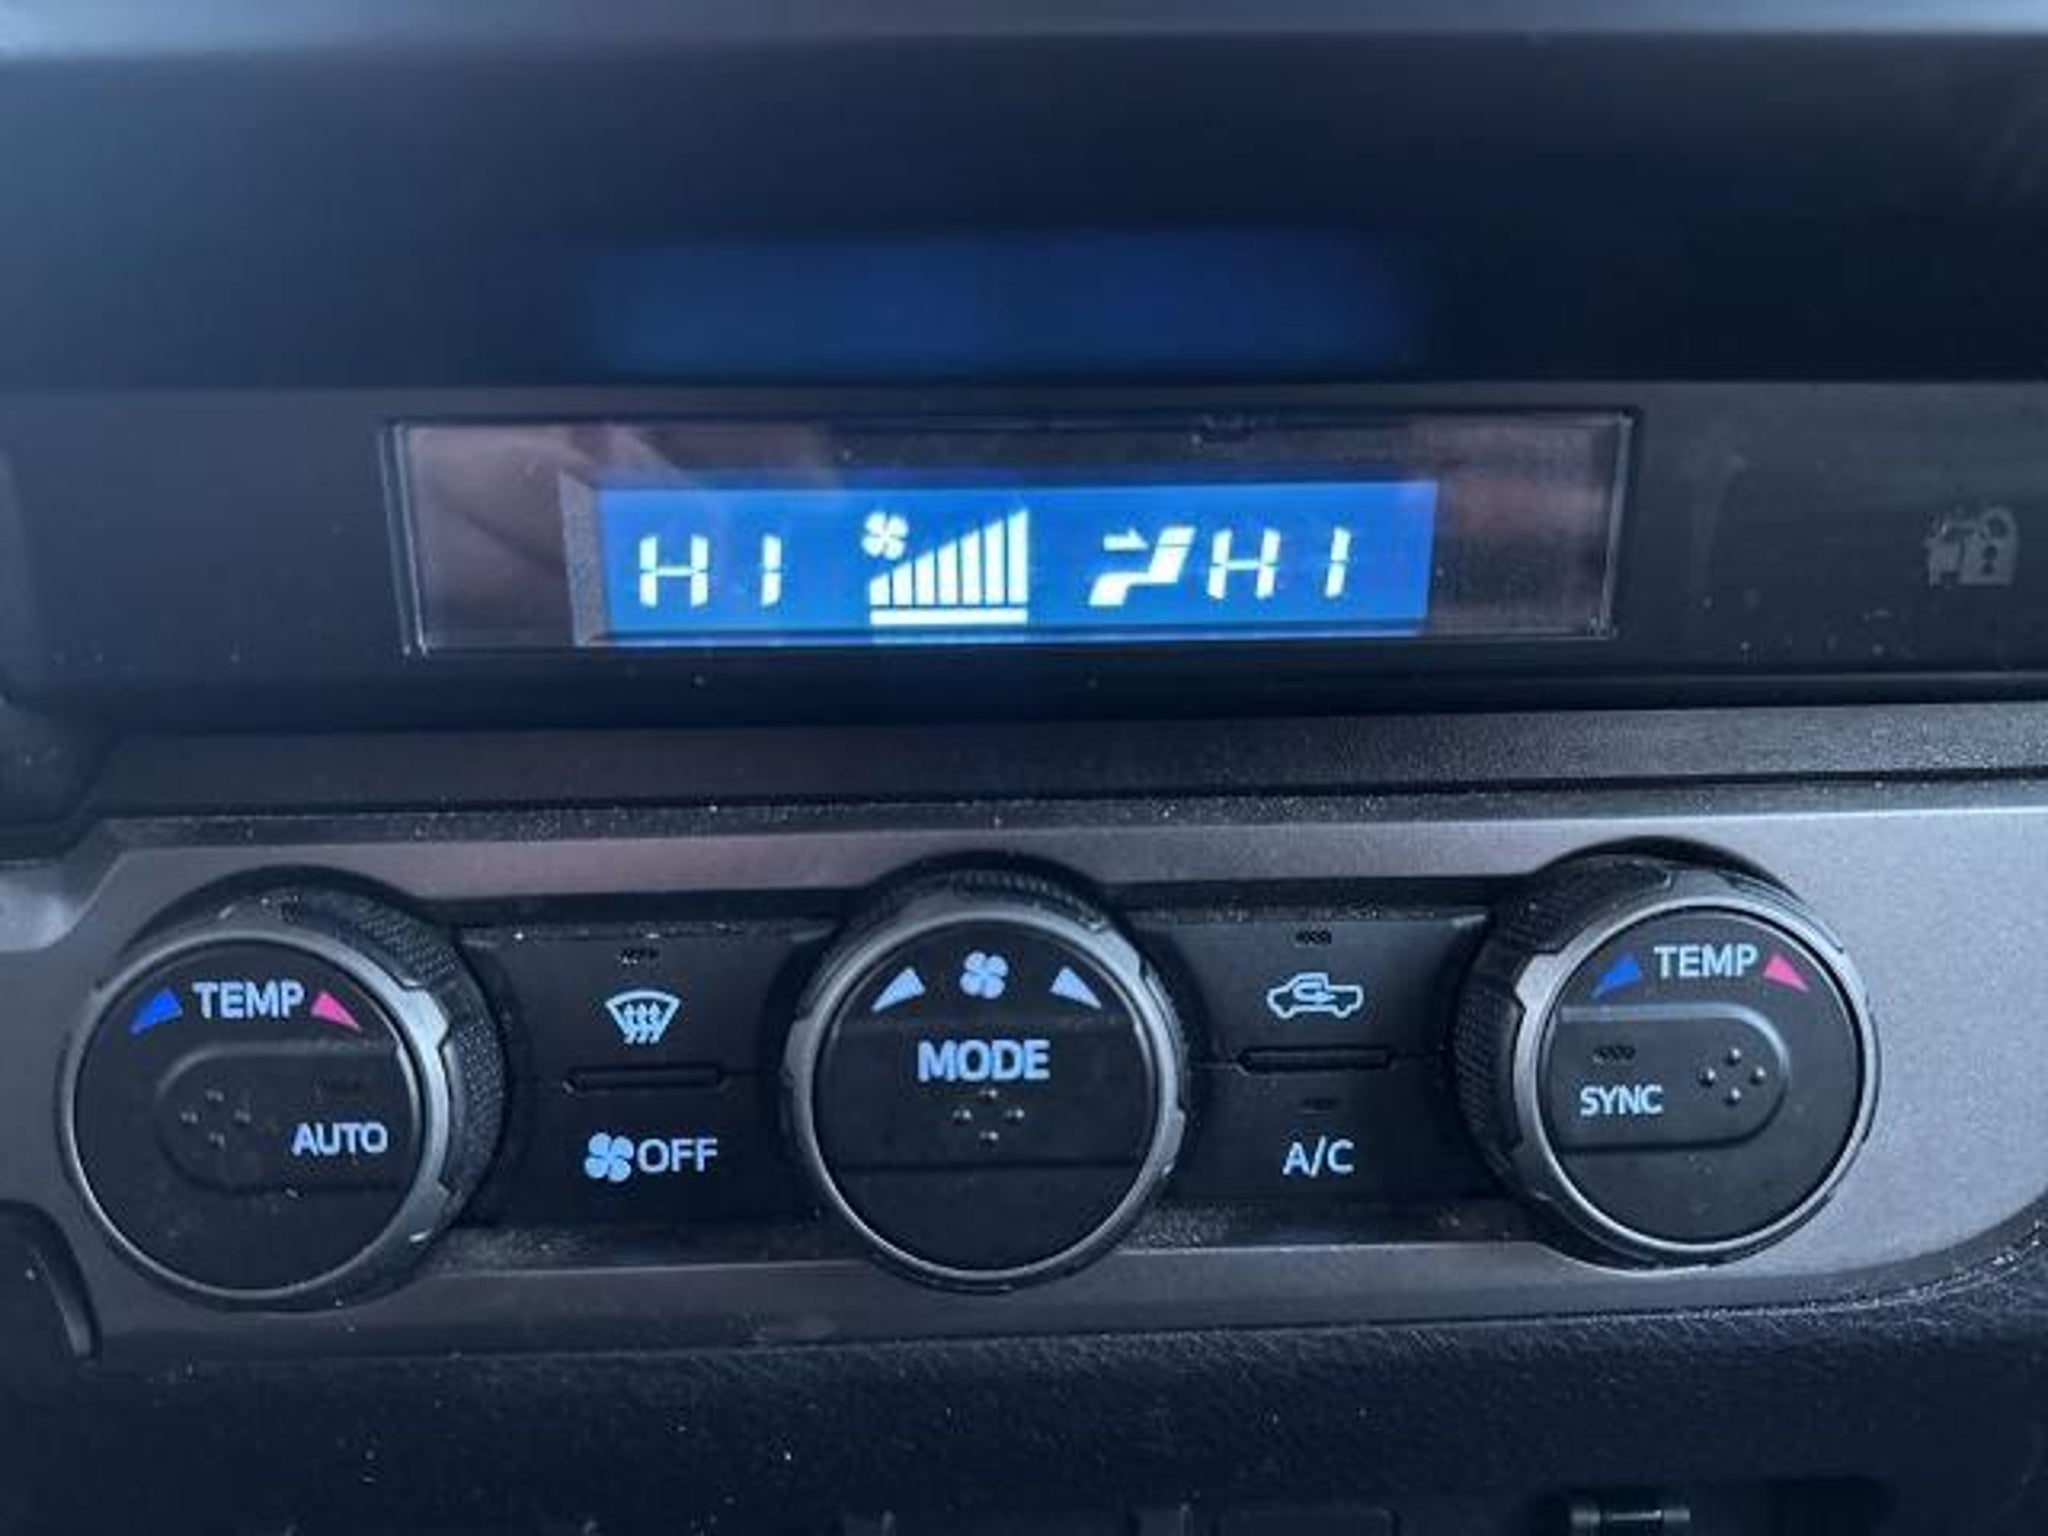 HI HI
TEMP
AUTO
OFF
MODE
A/C
TEMP
SYNC